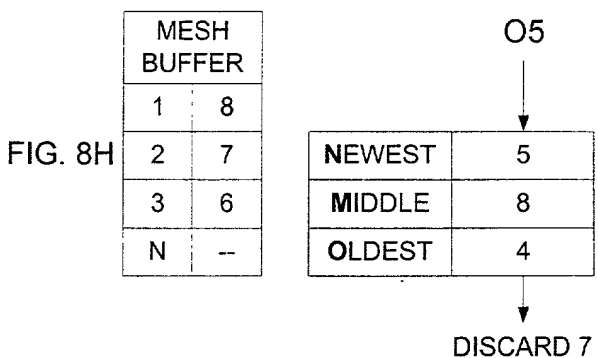 MESH
BUFFER
1 8
2 7
3 6
N --
FIG. 8H
O5
NEWEST 5
MIDDLE 8
OLDEST 4
DISCARD 7